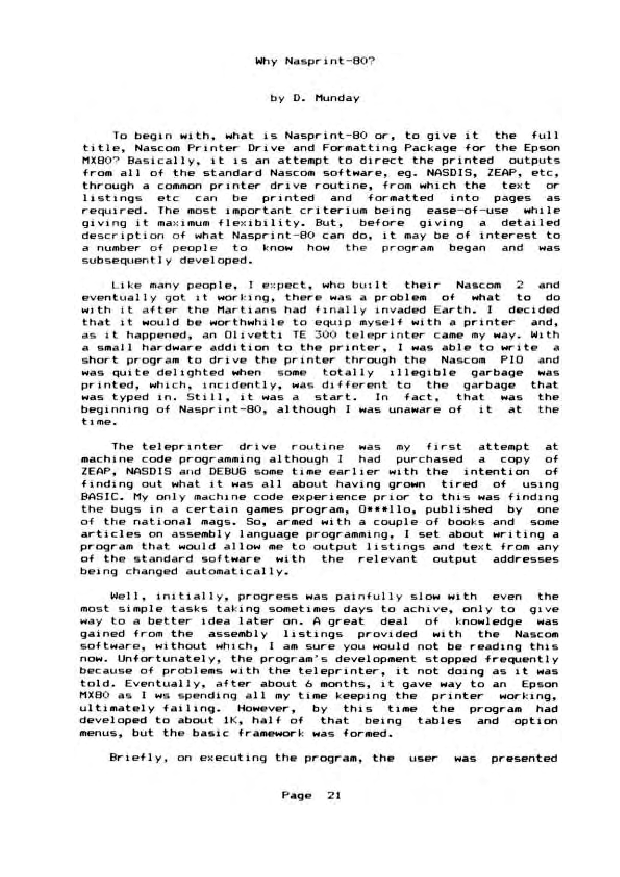 Why Nasprint-80?
by D. Munday
To begin with, what is Nasprint-80 or, to give it the full
title, Nascom Printer Drive and Formatting Package for the Epson
MX80? Basically, it is an attempt to direct the printed outputs
from all of the standard Nascom software, eg. NASDIS, ZEAP, etc,
through a common printer drive routine, from which the text or
listings etc can be printed and formatted into pages as
required. The most important criterium being ease-of-use while
giving it maximum flexibility. But, before giving a detailed
description of what Nasprint-80 can do, it may be of interest to
a number of people to know how the program began and was
subsequently developed.
Like many people, I expect, who built their Nascom 2 and
eventually got it working, there was a problem of what to do
with it after the Martians had finally invaded Earth. I decided
that it would be worthwhile to equip myself with a printer and,
as it happened, an Olivetti TE 300 teleprinter came my way. With
a small hardware addition to the printer, I was able to write a
short program to drive the printer through the Nascom PIO and
was quite delighted when some totally illegible garbage was
printed, which, incidently, was different to the garbage that
was typed in. Still, it was a start. In fact, that was the
beginning of Nasprint-80, although I was unaware of it at the
time.
The teleprinter drive routine was my first attempt at
machine code programming although I had purchased a copy of
ZEAP, NASDIS and DEBUG some time earlier with the intention of
finding out what it was all about having grown tired of using
BASIC. My only machine code experience prior to this was finding
the bugs in a certain games program, O***llo, published by one
of the national mags. So, armed with a couple of books and some
articles on assembly language programming, I set about writing a
program that would allow me to output listings and text from any
of the standard software with the relevant output addresses
being changed automatically.
Well, initially, progress was painfully slow with even the
most simple tasks taking sometimes days to achive, only to give
way to a better idea later on. A great deal of knowledge was
gained from the assembly listings provided with the Nascom
software, without which, I am sure you would not be reading this
now. Unfortunately, the program's development stopped frequently
because of problems with the teleprinter, it not doing as it was
told. Eventually, after about 6 months, it gave way to an Epson
MX80 as I ws spending all my time keeping the printer working,
ultimately failing. However, by this time the program had
developed to about 1K, half of that being tables and option
menus, but the basic framework was formed.
Briefly, on executing the program, the user was presented
Page 21